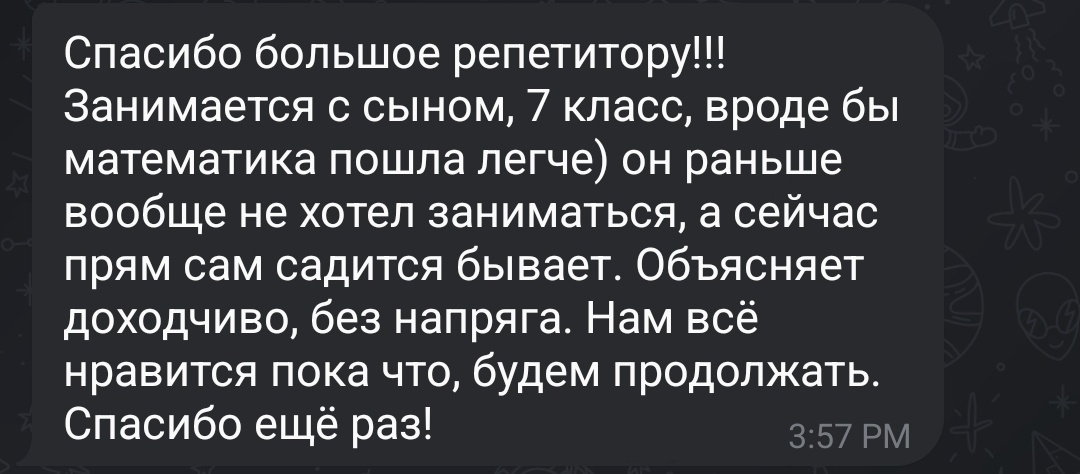 Спасибо большое репетитору!!!
Занимается с сыном, 7 класс, вроде бы
математика пошла легче) он раньше
вообще не хотел заниматься, а сейчас
прям сам садится бывает. Объясняет
доходчиво, без напряга. Нам всё
нравится пока что, будем продолжать.
Спасибо ещё раз!
3:57 PM